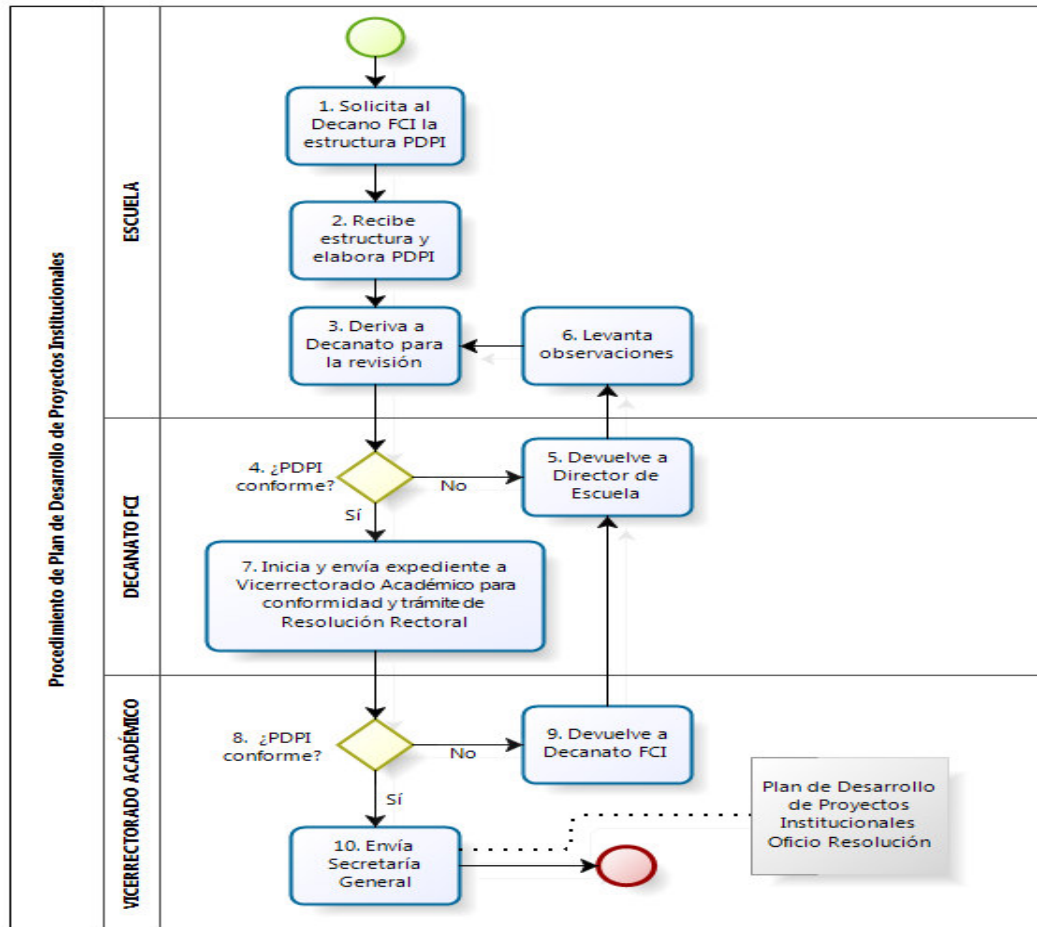 Procedimiento de Plan de Desarrollo de Proyectos Institucionales
ESCUELA
1. Solicita al
Decano FCI la
estructura PDPI
2. Recibe
estructura y
elabora PDPI
3. Deriva a
Decanato para
la revisión
6. Levanta
observaciones
DECANATO FCI
4. ¿PDPI
conforme?
No
Sí
5. Devuelve a
Director de
Escuela
7. Inicia y envía expediente a
Vicerrectorado Académico para
conformidad y trámite de
Resolución Rectoral
VICERRECTORADO ACADÉMICO
8. ¿PDPI
conforme?
No
Sí
9. Devuelve a
Decanato FCI
10. Envía
Secretaría
General
Plan de Desarrollo
de Proyectos
Institucionales
Oficio Resolución